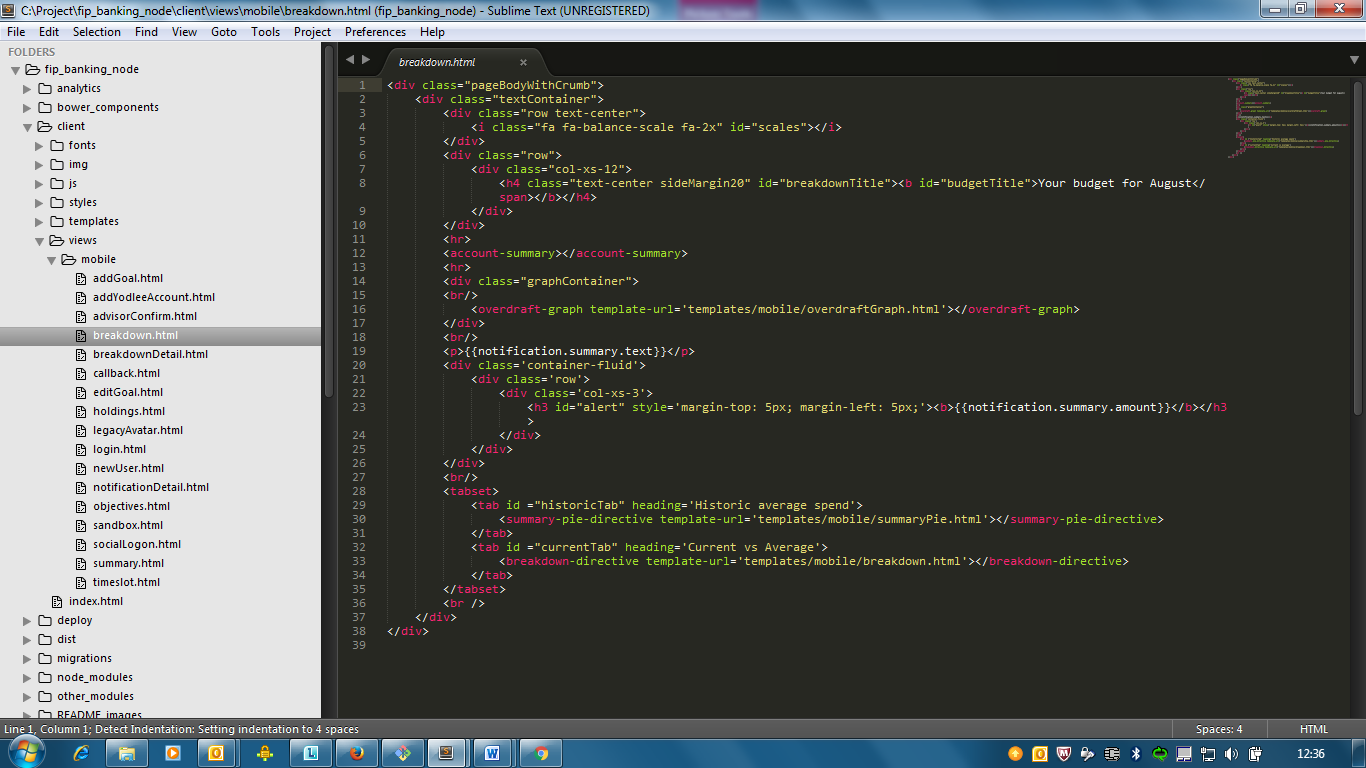 C:\Project\fip_banking_node\client\views\mobile\breakdown.html (fip_banking_node) - Sublime Text (UNREGISTERED)
File Edit Selection Find View Goto Tools Project Preferences Help
FOLDERS
fip_banking_node
analytics
bower_components
client
fonts
img
js
styles
templates
views
mobile
addGoal.html
addYodleeAccount.html
advisorConfirm.html
breakdown.html
breakdownDetail.html
callback.html
editGoal.html
holdings.html
legacyAvatar.html
login.html
newUser.html
notificationDetail.html
objectives.html
sandbox.html
socialLogon.html
summary.html
timeslot.html
index.html
deploy
dist
migrations
node_modules
other_modules
README_images
breakdown.html
1 <div class="pageBodyWithCrumb">
2 <div class="textContainer">
3 <div class="row text-center">
4 <i class="fa fa-balance-scale fa-2x" id="scales"></i>
5 </div>
6 <div class="row">
7 <div class="col-xs-12">
8 <h4 class="text-center sideMargin20" id="breakdownTitle"><b id="budgetTitle">Your budget for August</
span></b></h4>
9 </div>
10 </div>
11 <hr>
12 <account-summary></account-summary>
13 <hr>
14 <div class="graphContainer">
15 <br/>
16 <overdraft-graph template-url='templates/mobile/overdraftGraph.html'></overdraft-graph>
17 </div>
18 <br/>
19 <p>{{notification.summary.text}}</p>
20 <div class='container-fluid'>
21 <div class='row'>
22 <div class='col-xs-3'>
23 <h3 id="alert" style='margin-top: 5px; margin-left: 5px;'><b>{{notification.summary.amount}}</b></h3
>
24 </div>
25 </div>
26 </div>
27 <br/>
28 <tabset>
29 <tab id ="historicTab" heading='Historic average spend'>
30 <summary-pie-directive template-url='templates/mobile/summaryPie.html'></summary-pie-directive>
31 </tab>
32 <tab id ="currentTab" heading='Current vs Average'>
33 <breakdown-directive template-url='templates/mobile/breakdown.html'></breakdown-directive>
34 </tab>
35 </tabset>
36 <br />
37 </div>
38 </div>
39
Line 1, Column 1; Detect Indentation: Setting indentation to 4 spaces
Spaces: 4
HTML
12:36